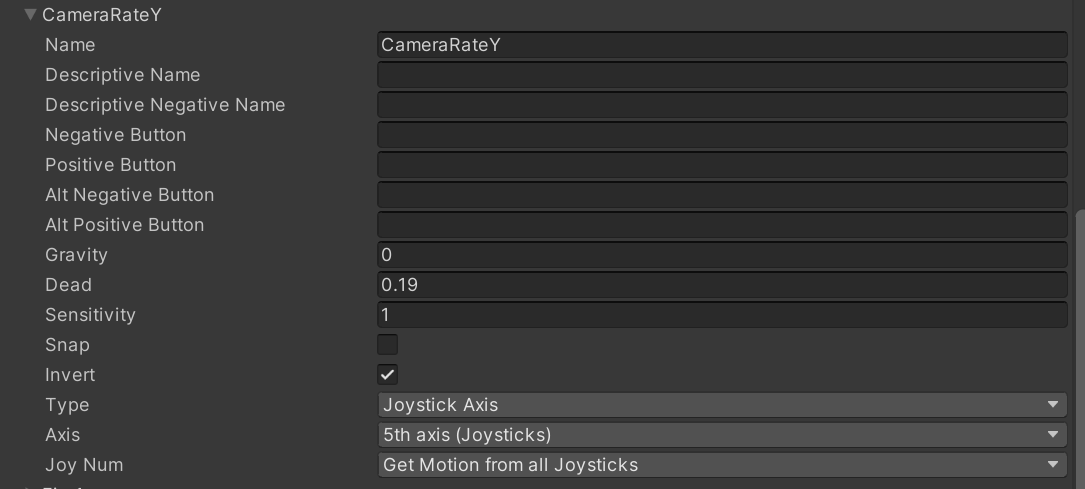 CameraRateY
Name CameraRateY
Descriptive Name
Descriptive Negative Name
Negative Button
Positive Button
Alt Negative Button
Alt Positive Button
Gravity 0
Dead 0.19
Sensitivity 1
Snap
Invert
Type Joystick Axis
Axis 5th axis (Joysticks)
Joy Num Get Motion from all Joysticks